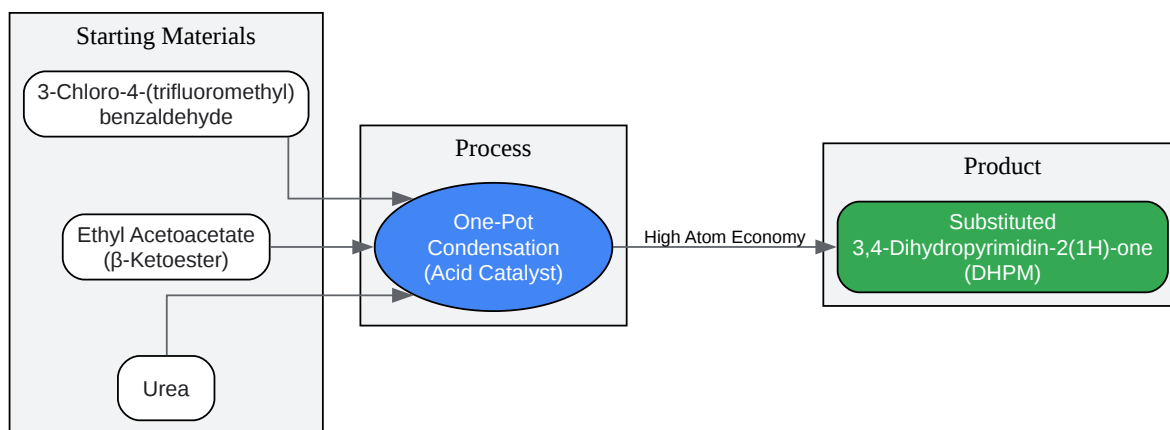 Starting Materials
3-Chloro-4-(trifluoromethyl)
benzaldehyde
Ethyl Acetoacetate
(β-Ketoester)
Urea
Process
One-Pot
Condensation
(Acid Catalyst)
High Atom Economy
Product
Substituted
3,4-Dihydropyrimidin-2(1H)-one
(DHPM)